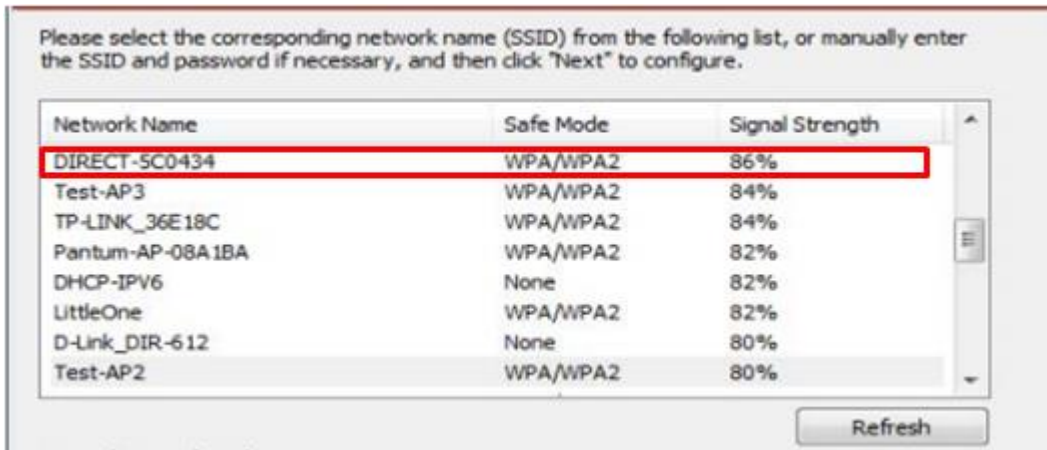 Please select the corresponding network name (SSID) from the following list, or manually enter
the SSID and password if necessary, and then click "Next" to configure.
Network Name Safe Mode Signal Strength
DIRECT-SC0434 WPA/WPA2 86%
Test-AP3 WPA/WPA2 84%
TP-LINK_36E18C WPA/WPA2 84%
Pantum-AP-08A1BA WPA/WPA2 82%
DHCP-IPV6 None 82%
LittleOne WPA/WPA2 82%
D-Link_DIR-612 None 80%
Test-AP2 WPA/WPA2 80%
Refresh